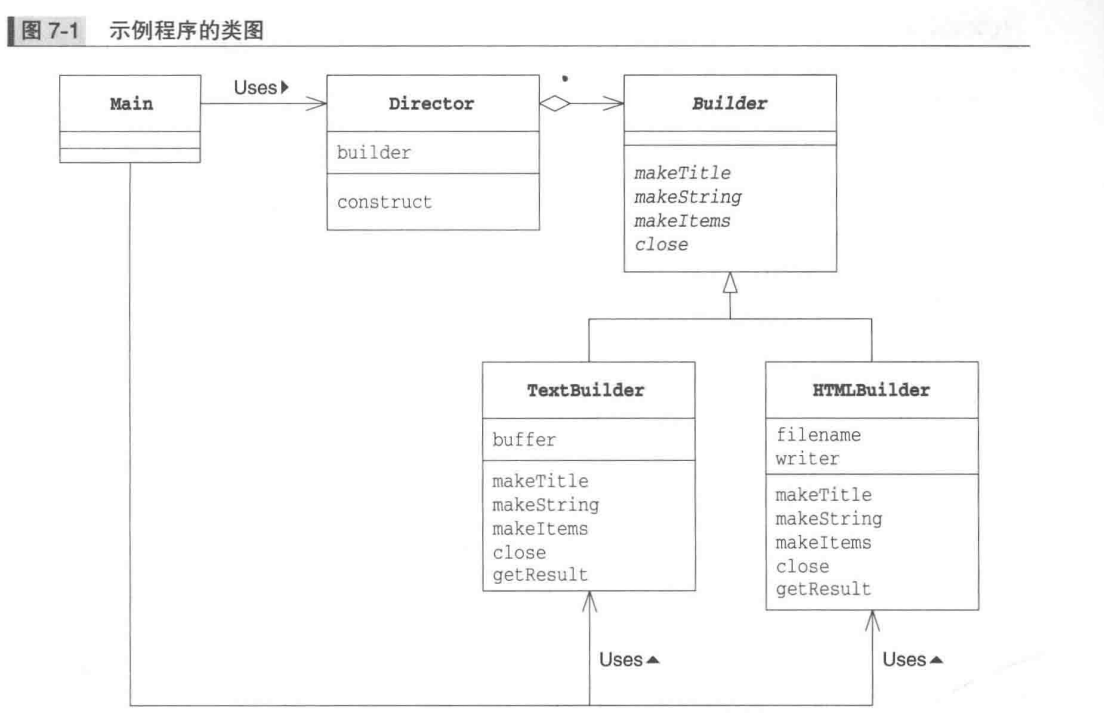 图 7-1 示例程序的类图
Uses▶
Main
Director
Builder
builder
construct
makeTitle
makeString
makeItems
close
TextBuilder
HTMLBuilder
buffer
filename
writer
makeTitle
makeString
makeItems
close
getResult
makeTitle
makeString
makeItems
close
getResult
Uses▲
Uses▲